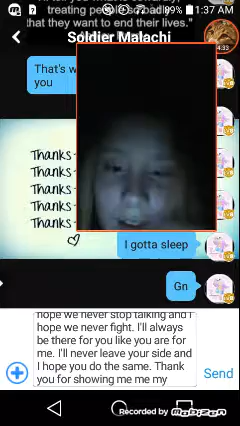 treating people so badly
that they want to end their lives."
89% 1:37 AM
Soldier Malachi
4:33
That's w
you
Thanks
Thanks
Thanks
Thanks
Thanks
I gotta sleep
Gn
hope we never stop talking and I
hope we never fight. I'll always
be there for you like you are for
me. I'll never leave your side and
I hope you do the same. Thank
you for showing me me my
Send
Recorded by Mobizen